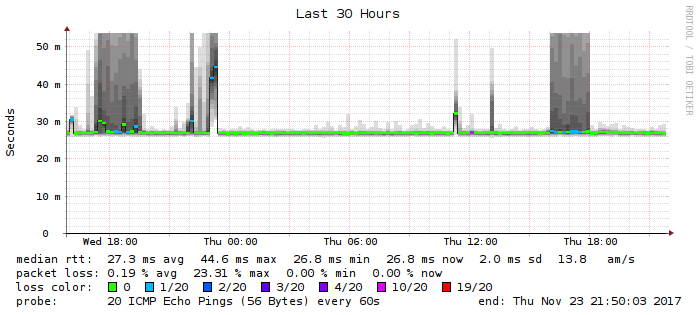 Last 30 Hours
RRDTOOL / TOBI OETIKER
Seconds
50 m
40 m
30 m
20 m
10 m
0
Wed 18:00 Thu 00:00 Thu 06:00 Thu 12:00 Thu 18:00
median rtt: 27.3 ms avg 44.6 ms max 26.8 ms min 26.8 ms now 2.0 ms sd 13.8 am/s
packet loss: 0.19 % avg 23.31 % max 0.00 % min 0.00 % now
loss color: 0 1/20 2/20 3/20 4/20 10/20 19/20
probe: 20 ICMP Echo Pings (56 Bytes) every 60s end: Thu Nov 23 21:50:03 2017